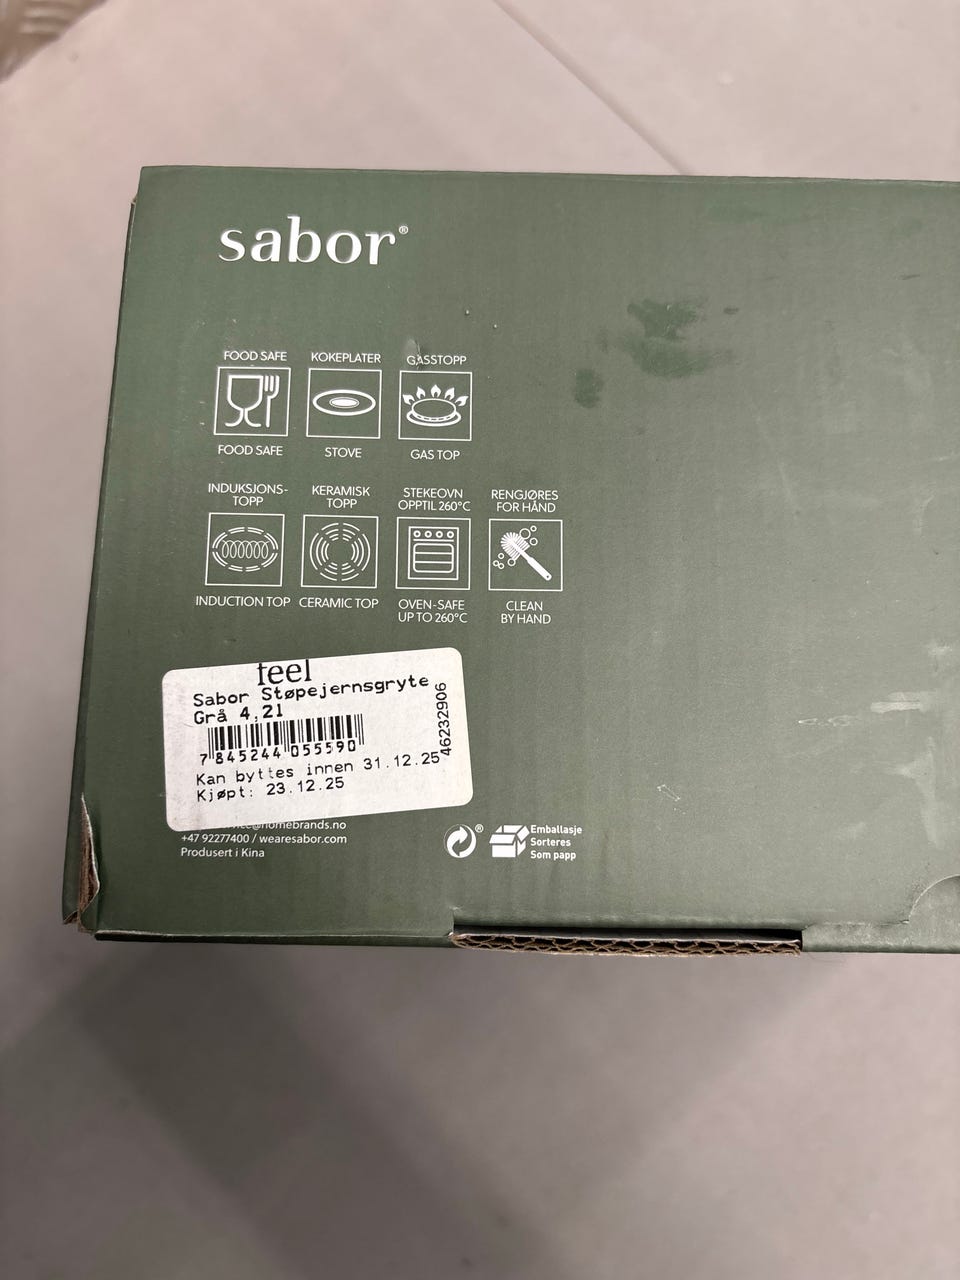 sabor®
FOOD SAFE KOKEPLATER GASSTOPP
FOOD SAFE STOVE GAS TOP
INDUKSJONS-
TOPP
KERAMISK
TOPP
STEKEOVN
OPPTIL 260°C
RENGJØRES
FOR HÅND
INDUCTION TOP CERAMIC TOP
OVEN-SAFE
UP TO 260°C
CLEAN
BY HAND
feel
Sabor Støpejernsgryte
Grå 4,2l
7 845244 055590
46232906
Kan byttes innen 31.12.25
Kjøpt: 23.12.25
@homebrands.no
+47 92277400 / wearesabor.com
Produsert i Kina
®
Emballasje
Sorteres
Som papp